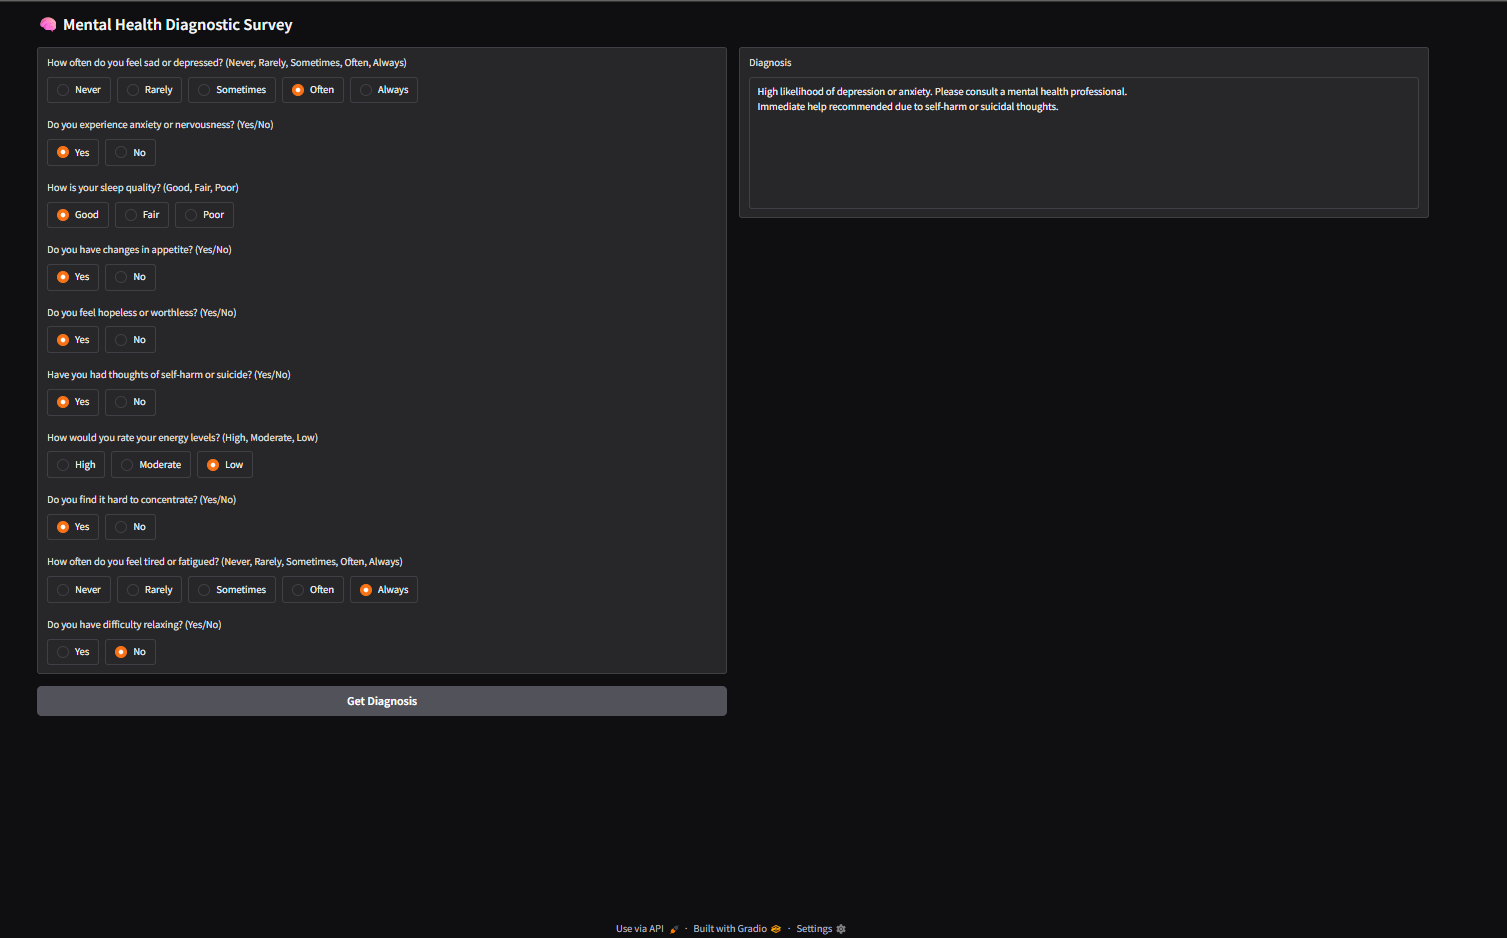 🧠 Mental Health Diagnostic Survey
How often do you feel sad or depressed? (Never, Rarely, Sometimes, Often, Always)
Never Rarely Sometimes Often Always
Do you experience anxiety or nervousness? (Yes/No)
Yes No
How is your sleep quality? (Good, Fair, Poor)
Good Fair Poor
Do you have changes in appetite? (Yes/No)
Yes No
Do you feel hopeless or worthless? (Yes/No)
Yes No
Have you had thoughts of self-harm or suicide? (Yes/No)
Yes No
How would you rate your energy levels? (High, Moderate, Low)
High Moderate Low
Do you find it hard to concentrate? (Yes/No)
Yes No
How often do you feel tired or fatigued? (Never, Rarely, Sometimes, Often, Always)
Never Rarely Sometimes Often Always
Do you have difficulty relaxing? (Yes/No)
Yes No
Get Diagnosis
Diagnosis
High likelihood of depression or anxiety. Please consult a mental health professional.
Immediate help recommended due to self-harm or suicidal thoughts.
Use via API · Built with Gradio · Settings